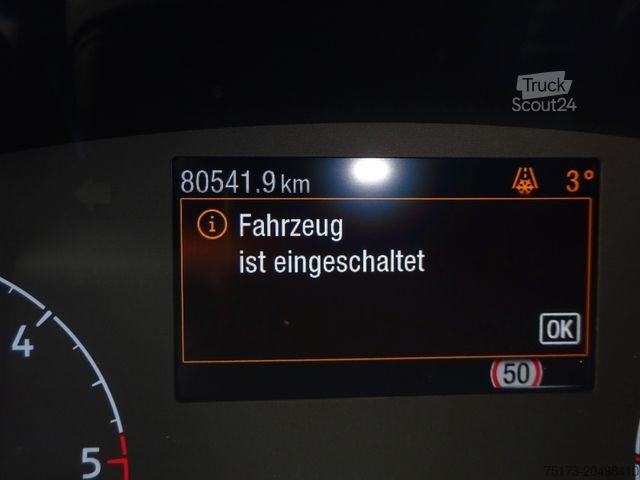 Truck
Scout24
80541.9 km
3°
Fahrzeug
ist eingeschaltet
OK
50
4
5